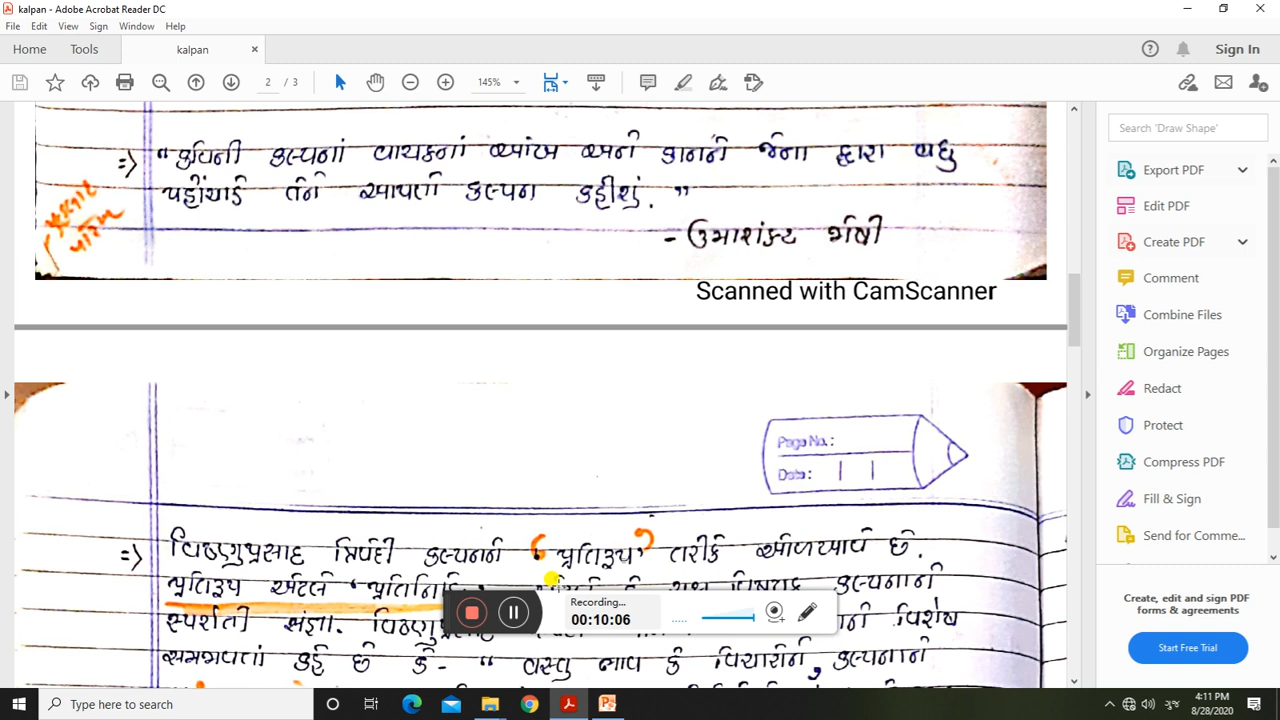 kalpan - Adobe Acrobat Reader DC
File Edit View Sign Window Help
Home Tools kalpan Sign In
2 / 3 145%
⇒ "કવિની કલ્પનાં વાચકનાં આંખ અને કાનને જેના દ્વારા વધુ
પહોંચાડે તેને આપણે કલ્પન કહીશું."
- ઉમાશંકર જોષી
Scanned with CamScanner
Page No.:
Date:
⇒ વિષ્ણુપ્રસાદ ત્રિવેદી કલ્પનને 'પ્રતિરૂપ' તરીકે ઓળખાવે છે.
પ્રતિરૂપ એટલે કલ્પનાને
સ્પર્શતી સંજ્ઞા. વિશેષ
સમજાવતાં કહે છે કે- " વસ્તુ ભાવ કે વિચારોને, કલ્પનાને
Recording...
00:10:06
Search 'Draw Shape'
Export PDF
Edit PDF
Create PDF
Comment
Combine Files
Organize Pages
Redact
Protect
Compress PDF
Fill & Sign
Send for Comme...
Create, edit and sign PDF
forms & agreements
Start Free Trial
Type here to search
4:11 PM
8/28/2020